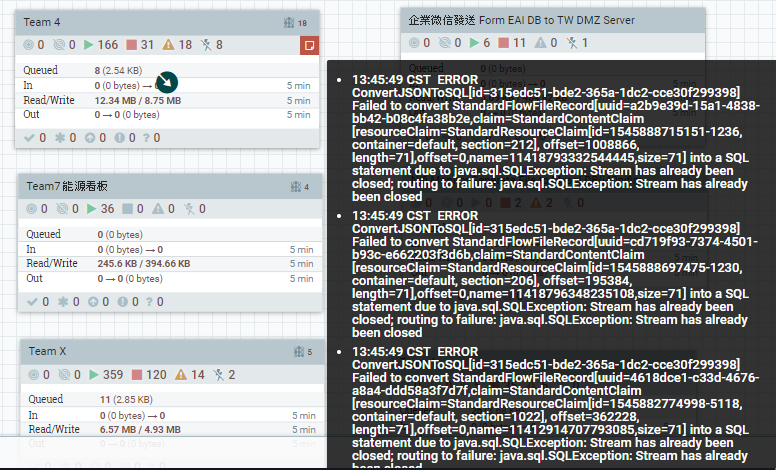 Team 4
18
0 0 166 31 18 8
Queued 8 (2.54 KB)
In 0 (0 bytes) → 0 5 min
Read/Write 12.34 MB / 8.75 MB 5 min
Out 0 → 0 (0 bytes) 5 min
0 0 0 0 ? 0
Team7 能源看板
4
0 0 36 0 0 0
Queued 0 (0 bytes)
In 0 (0 bytes) → 0 5 min
Read/Write 245.6 KB / 394.66 KB 5 min
Out 0 → 0 (0 bytes) 5 min
0 0 0 0 ? 0
Team X
5
0 0 359 120 14 2
Queued 11 (2.85 KB)
In 0 (0 bytes) → 0 5 min
Read/Write 6.57 MB / 4.93 MB 5 min
Out 0 → 0 (0 bytes) 5 min
企業微信發送 Form EAI DB to TW DMZ Server
0 0 6 11 0 1
• 13:45:49 CST ERROR
ConvertJSONToSQL[id=315edc51-bde2-365a-1dc2-cce30f299398]
Failed to convert StandardFlowFileRecord[uuid=a2b9e39d-15a1-4838-
bb42-b08c4fa38b2e,claim=StandardContentClaim
[resourceClaim=StandardResourceClaim[id=1545888715151-1236,
container=default, section=212], offset=1008866,
length=71],offset=0,name=11418793332544445,size=71] into a SQL
statement due to java.sql.SQLException: Stream has already been
closed; routing to failure: java.sql.SQLException: Stream has already
been closed
• 13:45:49 CST ERROR
ConvertJSONToSQL[id=315edc51-bde2-365a-1dc2-cce30f299398]
Failed to convert StandardFlowFileRecord[uuid=cd719f93-7374-4501-
b93c-e662203f3d6b,claim=StandardContentClaim
[resourceClaim=StandardResourceClaim[id=1545888697475-1230,
container=default, section=206], offset=195384,
length=71],offset=0,name=11418796348235108,size=71] into a SQL
statement due to java.sql.SQLException: Stream has already been
closed; routing to failure: java.sql.SQLException: Stream has already
been closed
• 13:45:49 CST ERROR
ConvertJSONToSQL[id=315edc51-bde2-365a-1dc2-cce30f299398]
Failed to convert StandardFlowFileRecord[uuid=4618dce1-c33d-4676-
a8a4-ddd58a3f7d7f,claim=StandardContentClaim
[resourceClaim=StandardResourceClaim[id=1545882774998-5118,
container=default, section=1022], offset=362228,
length=71],offset=0,name=11412914707793085,size=71] into a SQL
statement due to java.sql.SQLException: Stream has already been
closed; routing to failure: java.sql.SQLException: Stream has already
been closed